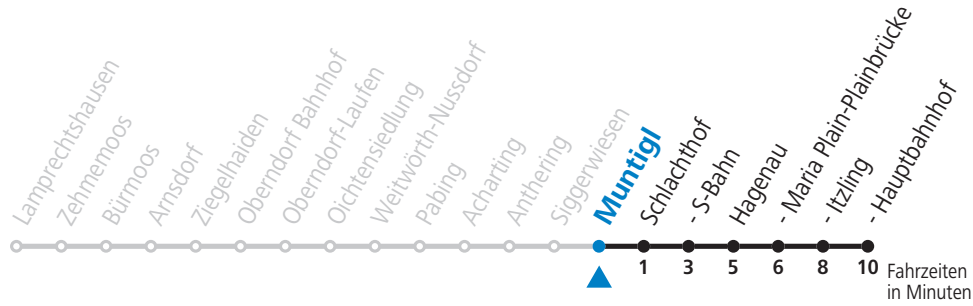 Lamprechtshausen
Zehmemoos
Bürmoos
Arnsdorf
Ziegelhaiden
Oberndorf Bahnhof
Oberndorf-Laufen
Oichtensiedlung
Weitwörth-Nussdorf
Pabing
Acharting
Anthering
Siggerwiesen
Muntigl
Schlachthof
- S-Bahn
Hagenau
- Maria Plain-Plainbrücke
- Itzling
- Hauptbahnhof
1 3 5 6 8 10 Fahrzeiten
in Minuten